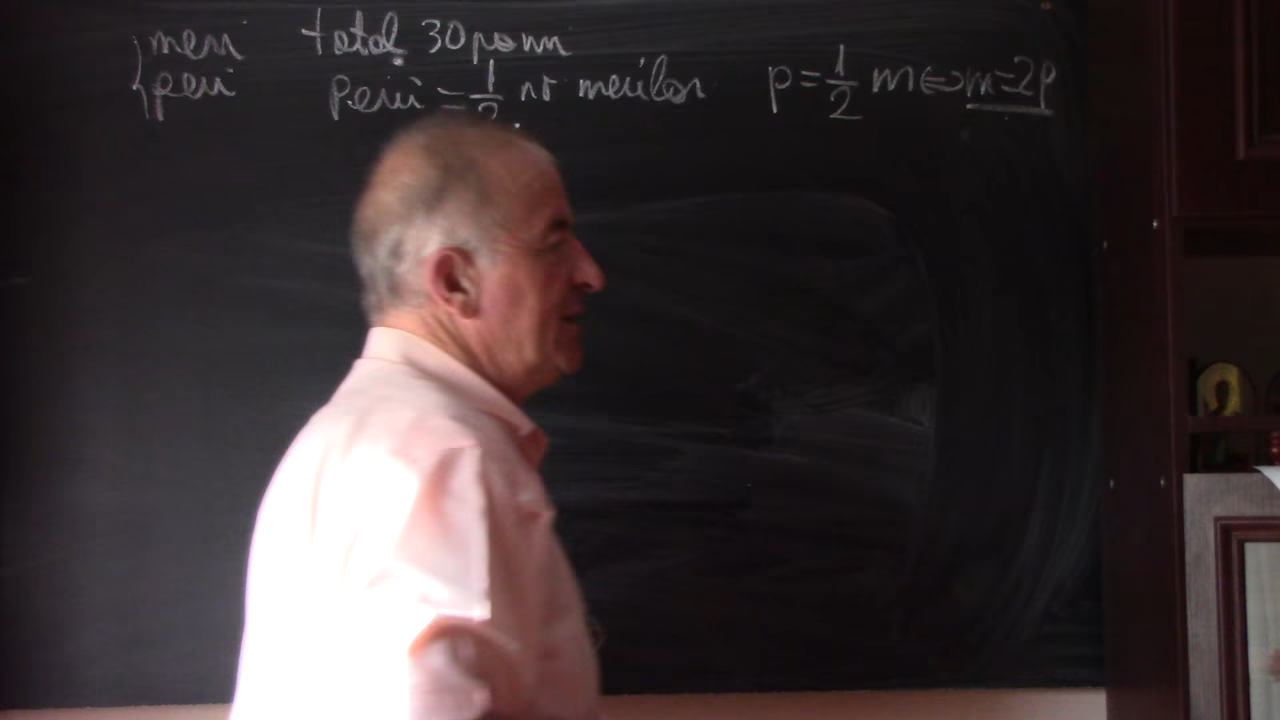 meri total 30 pomi
peri perii = 1/2 nr merilor p = 1/2 m ⇔ m = 2p